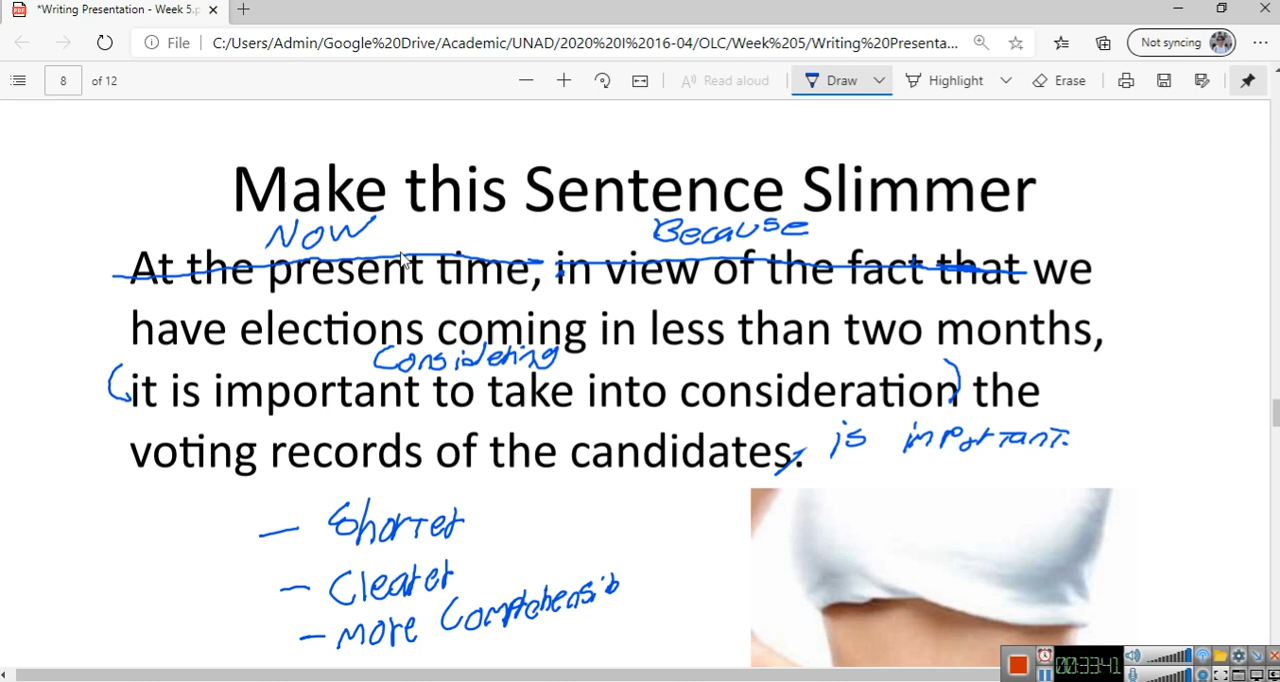 *Writing Presentation - Week 5.p
File C:/Users/Admin/Google%20Drive/Academic/UNAD/2020%20I%2016-04/OLC/Week%205/Writing%20Presenta... Not syncing
8 of 12 Read aloud Draw Highlight Erase
Make this Sentence Slimmer
Now Because
At the present time, in view of the fact that we
have elections coming in less than two months,
Considering
(it is important to take into consideration) the
voting records of the candidates. is important.
- Shorter
- Clearer
- More Comprehensib
00:33:41